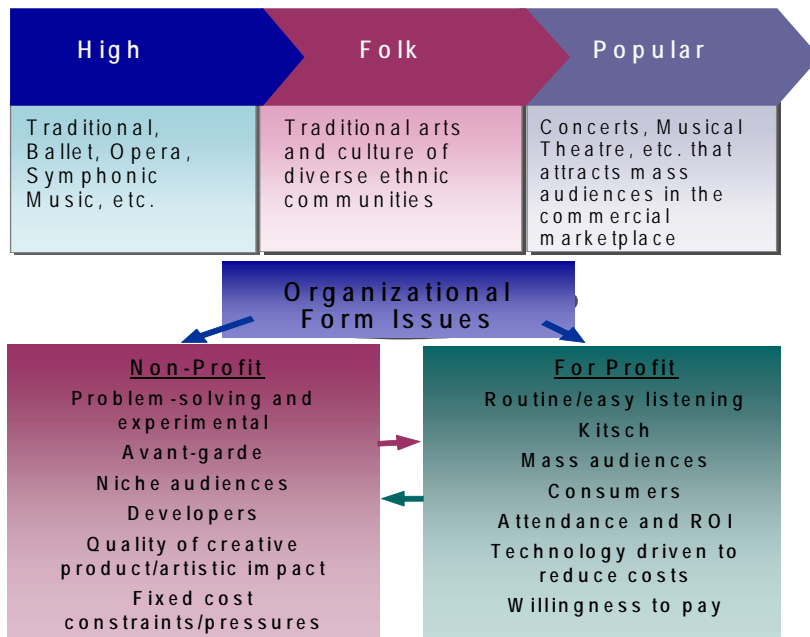 High
Folk
Popular
Traditional,
Ballet, Opera,
Symphonic
Music, etc.
Traditional arts
and culture of
diverse ethnic
communities
Concerts, Musical
Theatre, etc. that
attracts mass
audiences in the
commercial
marketplace
Organizational
Form Issues
Non-Profit
Problem-solving and
experimental
Avant-garde
Niche audiences
Developers
Quality of creative
product/artistic impact
Fixed cost
constraints/pressures
For Profit
Routine/easy listening
Kitsch
Mass audiences
Consumers
Attendance and ROI
Technology driven to
reduce costs
Willingness to pay